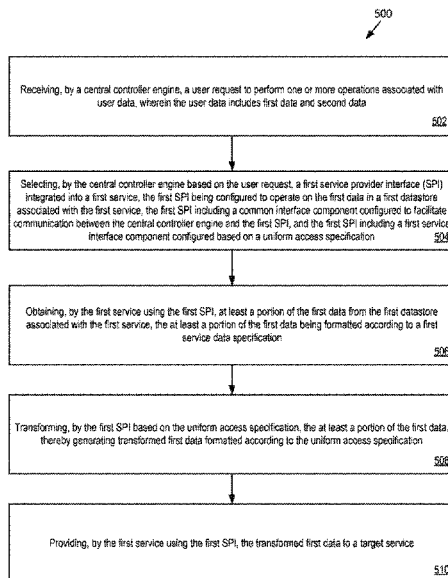 500
Receiving, by a central controller engine, a user request to perform one or more operations associated with
user data, wherein the user data includes first data and second data
502
Selecting, by the central controller engine based on the user request, a first service provider interface (SPI)
integrated into a first service, the first SPI being configured to operate on the first data in a first datastore
associated with the first service, the first SPI including a common interface component configured to facilitate
communication between the central controller engine and the first SPI, and the first SPI including a first service
interface component configured based on a uniform access specification
504
Obtaining, by the first service using the first SPI, at least a portion of the first data from the first datastore
associated with the first service, the at least a portion of the first data being formatted according to a first
service data specification
506
Transforming, by the first SPI based on the uniform access specification, the at least a portion of the first data,
thereby generating transformed first data formatted according to the uniform access specification
508
Providing, by the first service using the first SPI, the transformed first data to a target service
510